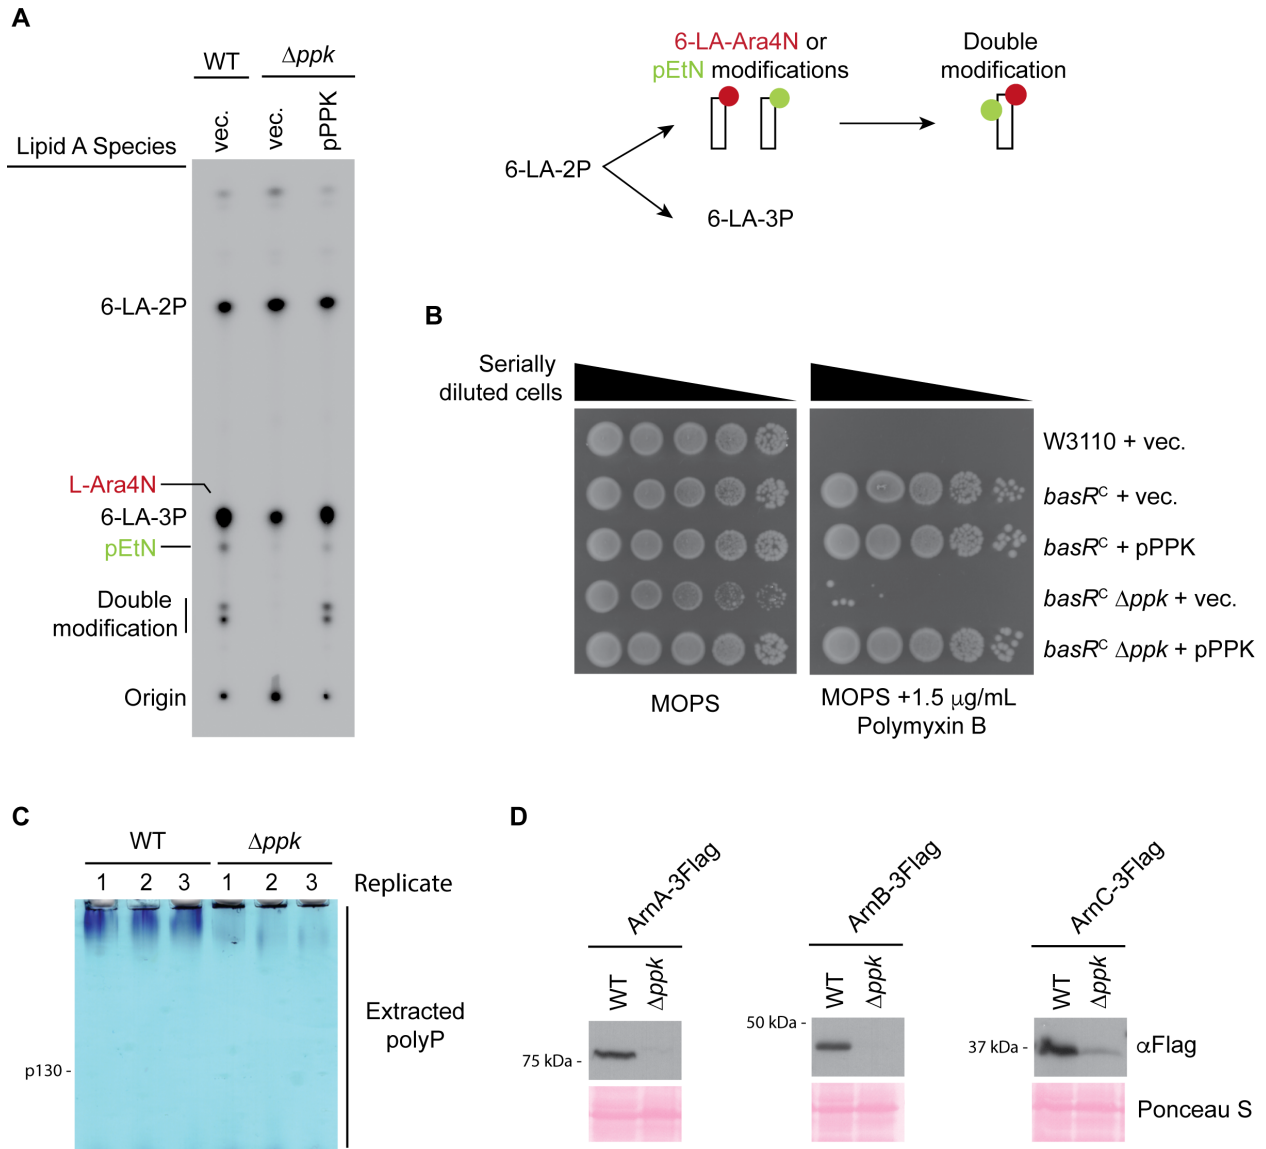 A
WT
Δppk
vec.
vec.
pPPK
Lipid A Species
6-LA-2P
L-Ara4N
6-LA-3P
pEtN
Double
modification
Origin
6-LA-Ara4N or
pEtN modifications
Double
modification
6-LA-2P
6-LA-3P
B
Serially
diluted cells
W3110 + vec.
basRᶜ + vec.
basRᶜ + pPPK
basRᶜ Δppk + vec.
basRᶜ Δppk + pPPK
MOPS
MOPS +1.5 μg/mL
Polymyxin B
C
WT
Δppk
1 2 3 1 2 3 Replicate
Extracted
polyP
p130 -
D
ArnA-3Flag
ArnB-3Flag
ArnC-3Flag
WT
Δppk
WT
Δppk
WT
Δppk
75 kDa -
50 kDa -
37 kDa -
αFlag
Ponceau S